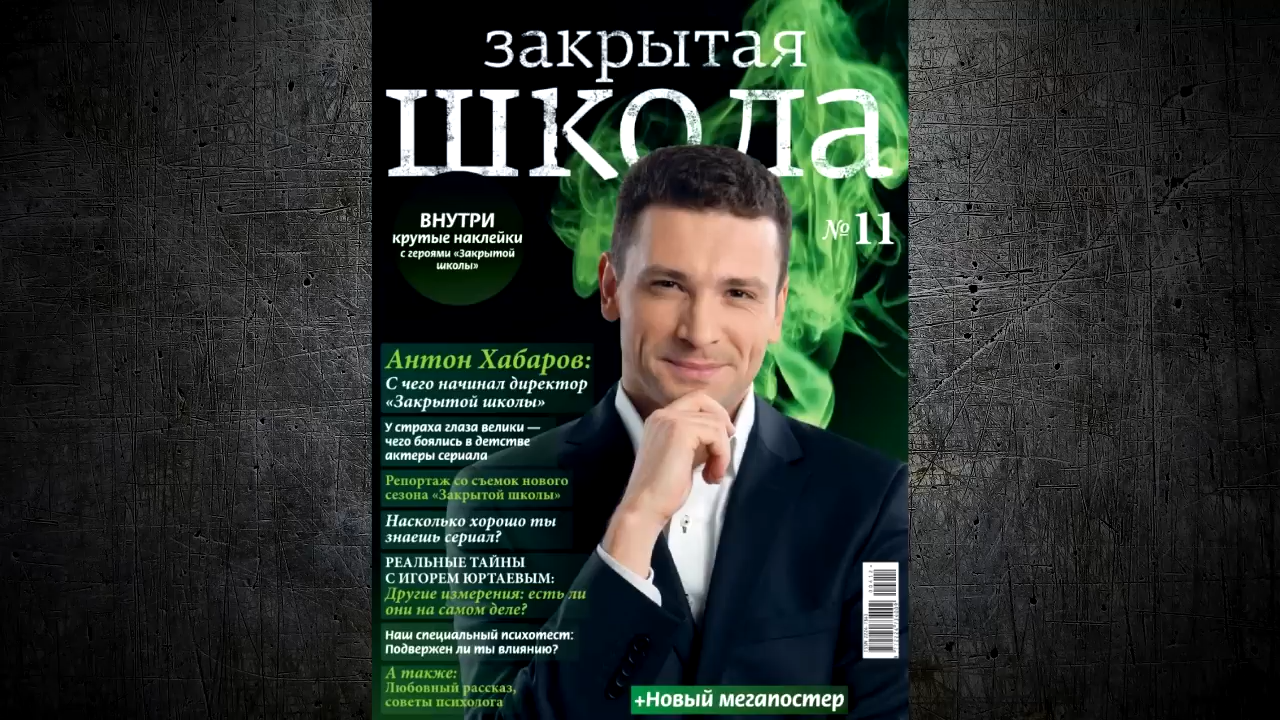 закрытая
школа
№ 11
ВНУТРИ
крутые наклейки
с героями «Закрытой
школы»
Антон Хабаров:
С чего начинал директор
«Закрытой школы»
У страха глаза велики —
чего боялись в детстве
актеры сериала
Репортаж со съемок нового
сезона «Закрытой школы»
Насколько хорошо ты
знаешь сериал?
РЕАЛЬНЫЕ ТАЙНЫ
С ИГОРЕМ ЮРТАЕВЫМ:
Другие измерения: есть ли
они на самом деле?
Наш специальный психотест:
Подвержен ли ты влиянию?
А также:
Любовный рассказ,
советы психолога
+Новый мегапостер